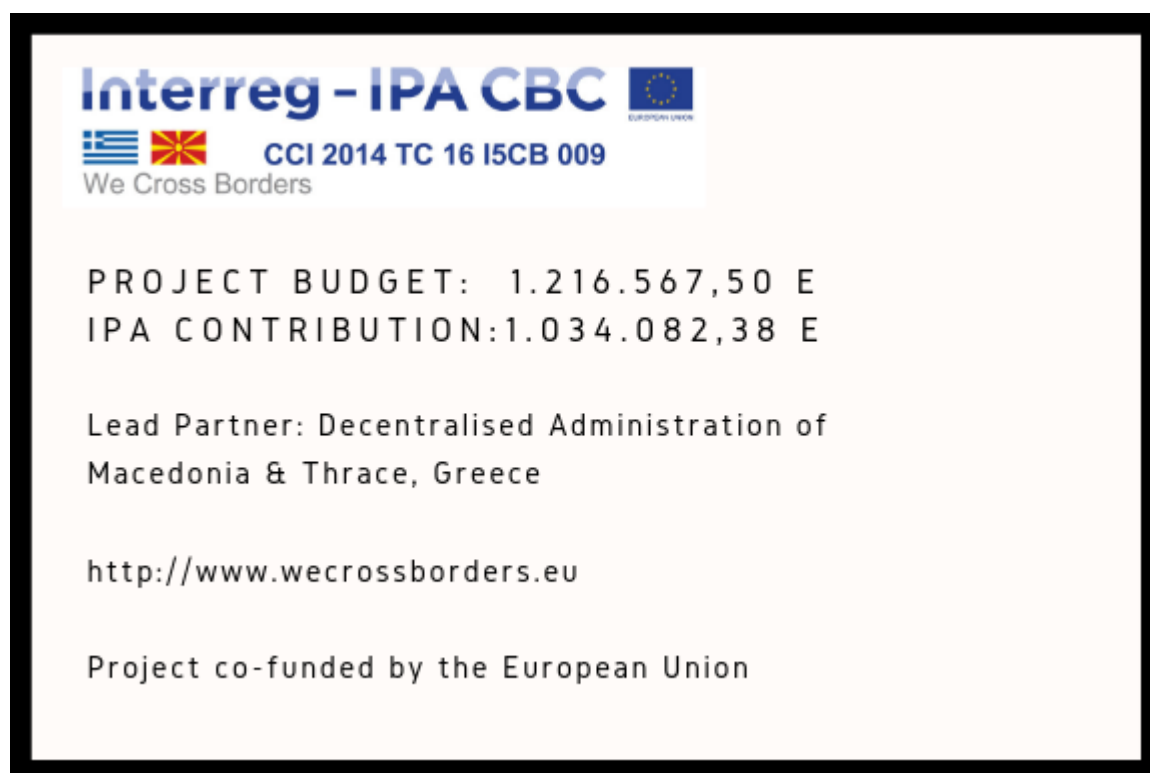 Interreg - IPA CBC
EUROPEAN UNION
CCI 2014 TC 16 I5CB 009
We Cross Borders
PROJECT BUDGET: 1.216.567,50 E
IPA CONTRIBUTION:1.034.082,38 E
Lead Partner: Decentralised Administration of
Macedonia & Thrace, Greece
http://www.wecrossborders.eu
Project co-funded by the European Union